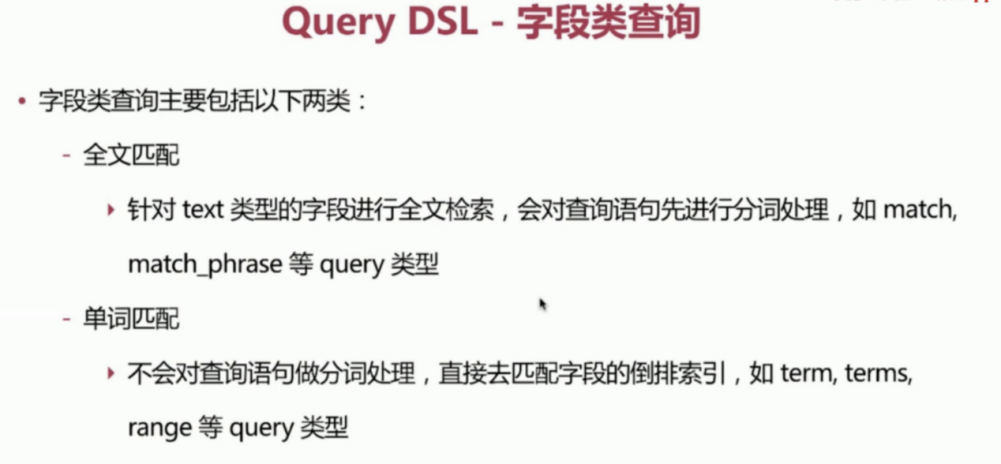 Query DSL - 字段类查询
• 字段类查询主要包括以下两类：
- 全文匹配
针对 text 类型的字段进行全文检索，会对查询语句先进行分词处理，如 match,
match_phrase 等 query 类型
- 单词匹配
不会对查询语句做分词处理，直接去匹配字段的倒排索引，如 term, terms,
range 等 query 类型